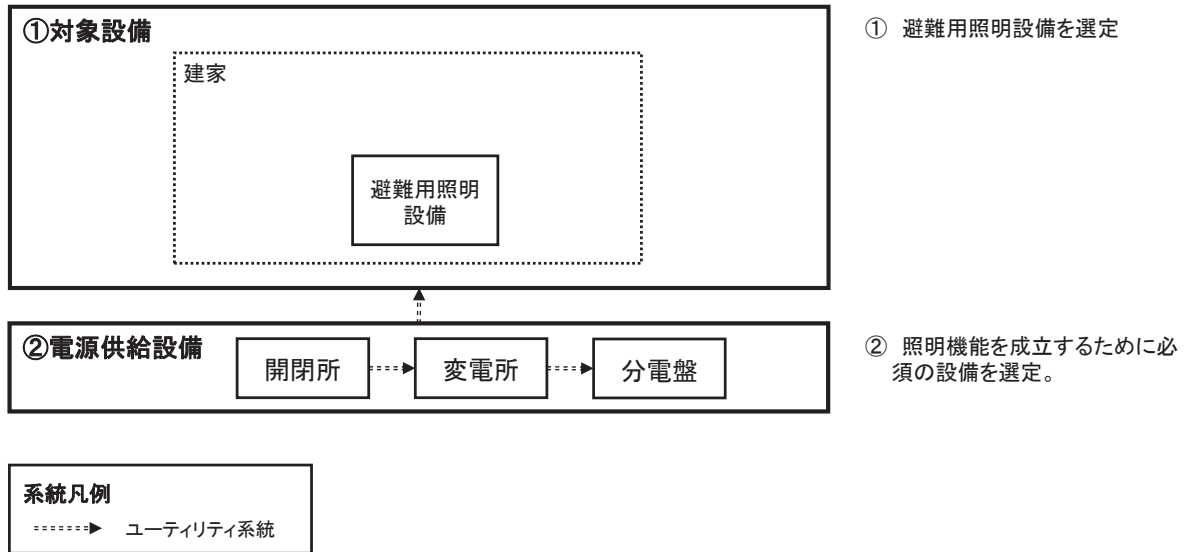 ①対象設備
建家
避難用照明
設備
① 避難用照明設備を選定
②電源供給設備
開閉所
変電所
分電盤
② 照明機能を成立するために必
須の設備を選定。
系統凡例
ユーティリティ系統